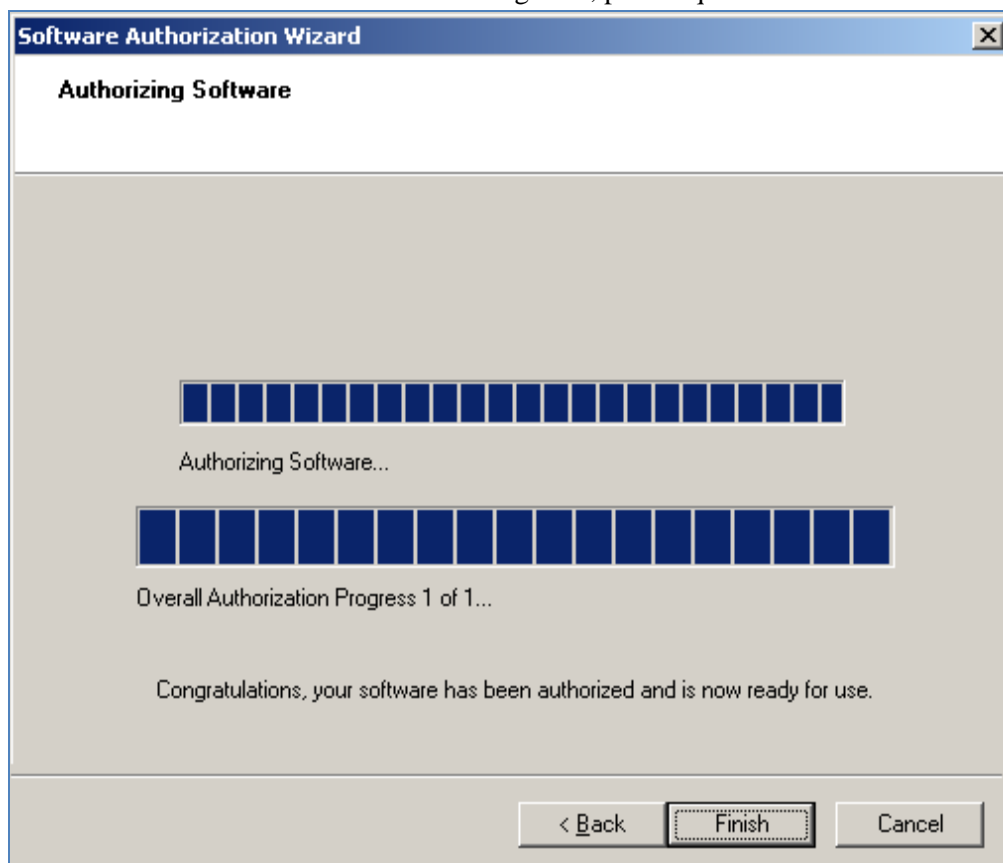 Software Authorization Wizard
Authorizing Software
Authorizing Software...
Overall Authorization Progress 1 of 1...
Congratulations, your software has been authorized and is now ready for use.
< Back Finish Cancel